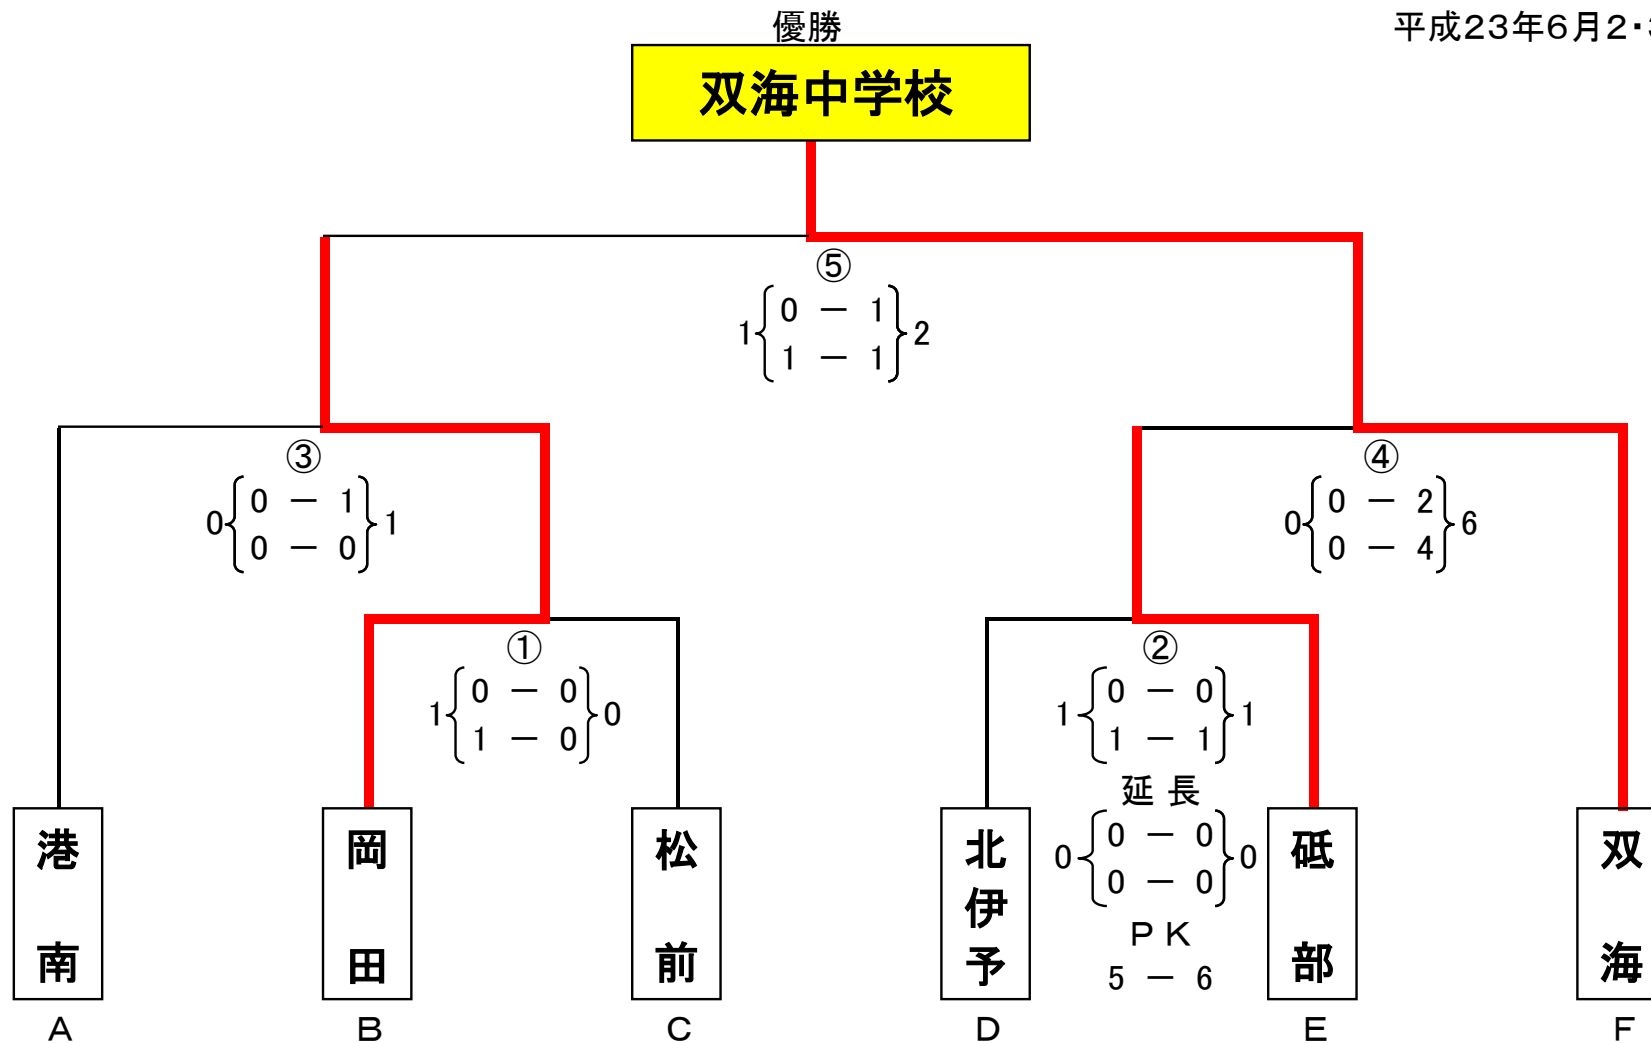 優勝
平成23年6月2・3
双海中学校
⑤
1 0 － 1 2
1 － 1
③
0 0 － 1 1
0 － 0
④
0 0 － 2 6
0 － 4
①
1 0 － 0 0
1 － 0
②
1 0 － 0 1
1 － 1
延長
0 0 － 0 0
0 － 0
ＰＫ
5 － 6
港南
岡田
松前
北伊予
砥部
双海
A B C D E F